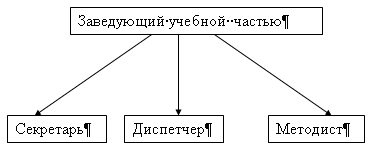 Заведующий·учебной··частью¶
Секретарь¶
Диспетчер¶
Методист¶